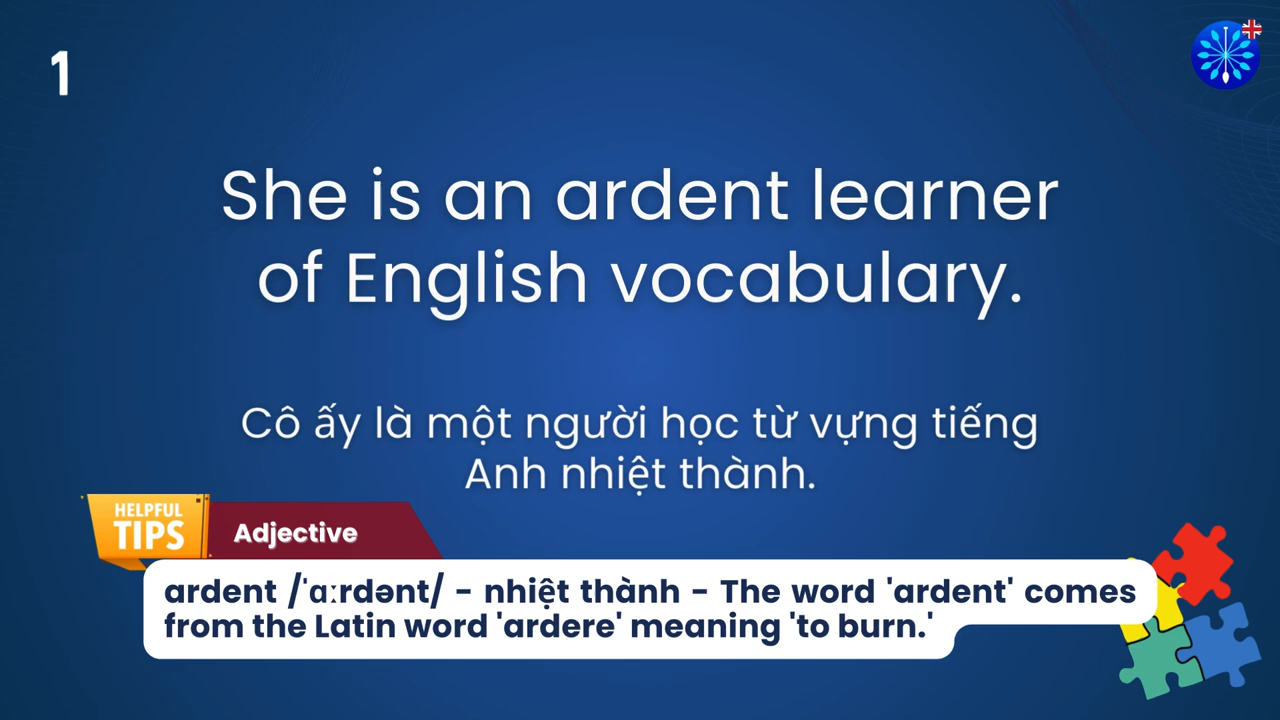 1
She is an ardent learner
of English vocabulary.
Cô ấy là một người học từ vựng tiếng
Anh nhiệt thành.
HELPFUL
TIPS
Adjective
ardent /ˈɑːrdənt/ - nhiệt thành - The word 'ardent' comes
from the Latin word 'ardere' meaning 'to burn.'